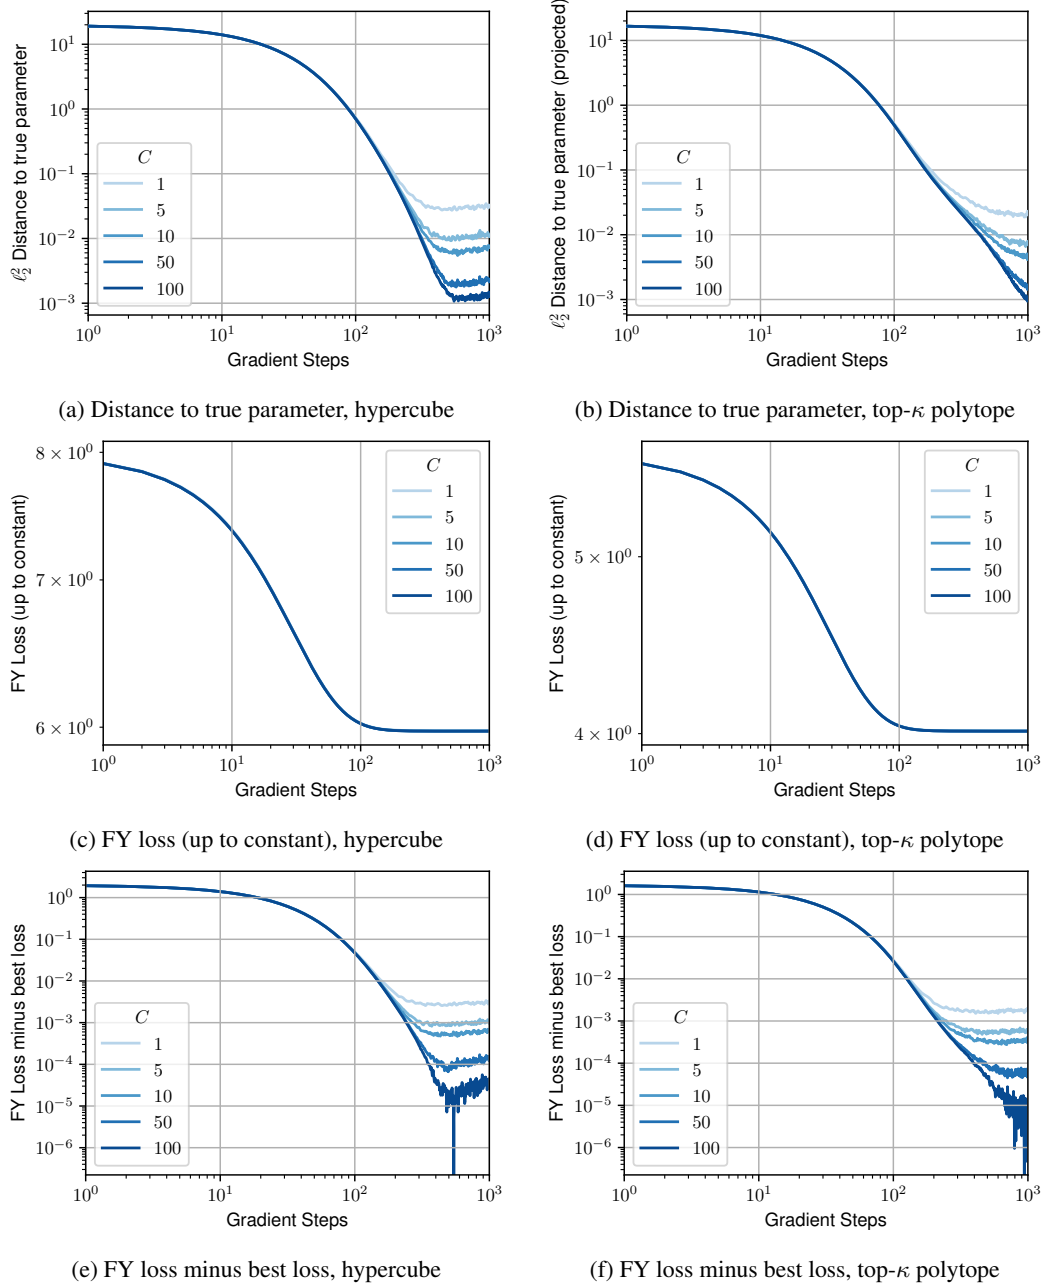 ℓ₂² Distance to true parameter
10¹
10⁰
10⁻¹
10⁻²
10⁻³
C
1
5
10
50
100
10⁰ 10¹ 10² 10³
Gradient Steps
(a) Distance to true parameter, hypercube
ℓ₂² Distance to true parameter (projected)
10¹
10⁰
10⁻¹
10⁻²
10⁻³
C
1
5
10
50
100
10⁰ 10¹ 10² 10³
Gradient Steps
(b) Distance to true parameter, top-κ polytope
FY Loss (up to constant)
8 × 10⁰
7 × 10⁰
6 × 10⁰
C
1
5
10
50
100
10⁰ 10¹ 10² 10³
Gradient Steps
(c) FY loss (up to constant), hypercube
FY Loss (up to constant)
5 × 10⁰
4 × 10⁰
C
1
5
10
50
100
10⁰ 10¹ 10² 10³
Gradient Steps
(d) FY loss (up to constant), top-κ polytope
FY Loss minus best loss
10⁰
10⁻¹
10⁻²
10⁻³
10⁻⁴
10⁻⁵
10⁻⁶
C
1
5
10
50
100
10⁰ 10¹ 10² 10³
Gradient Steps
(e) FY loss minus best loss, hypercube
FY Loss minus best loss
10⁰
10⁻¹
10⁻²
10⁻³
10⁻⁴
10⁻⁵
10⁻⁶
C
1
5
10
50
100
10⁰ 10¹ 10² 10³
Gradient Steps
(f) FY loss minus best loss, top-κ polytope